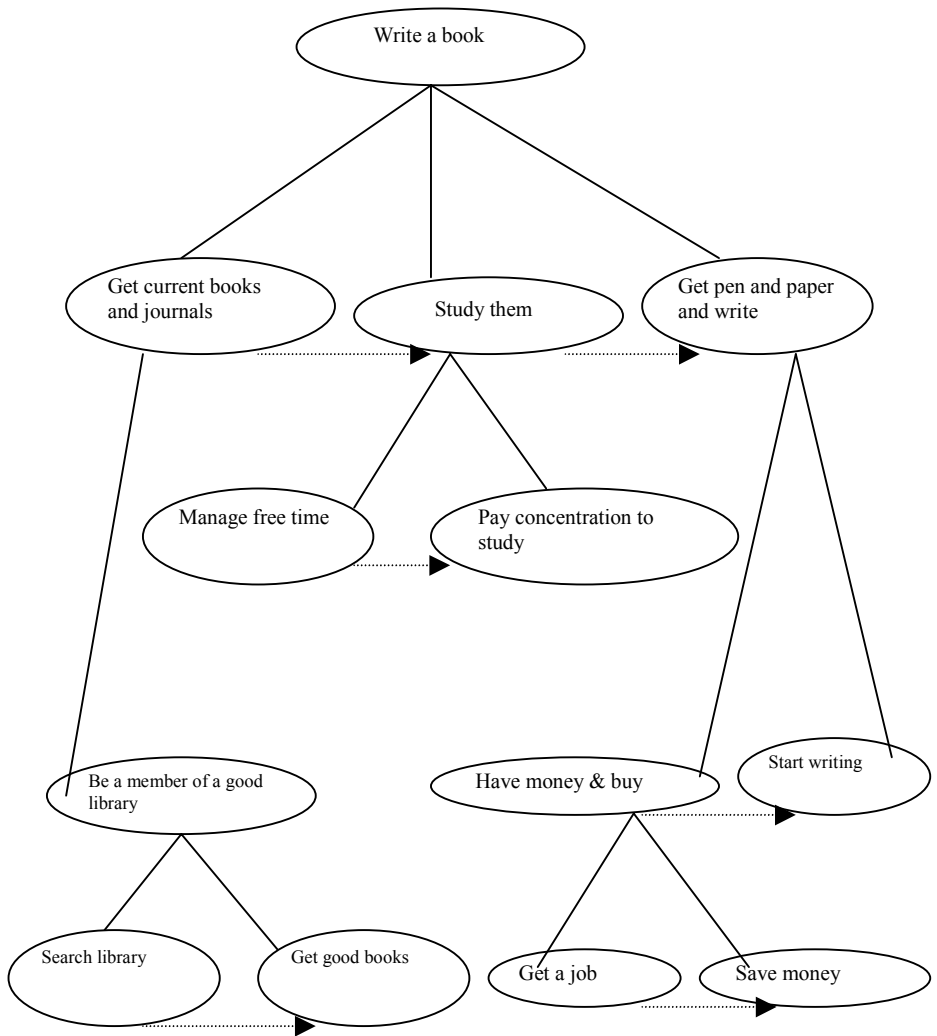 Write a book
Get current books
and journals
Study them
Get pen and paper
and write
Manage free time
Pay concentration to
study
Be a member of a good
library
Have money & buy
Start writing
Search library
Get good books
Get a job
Save money